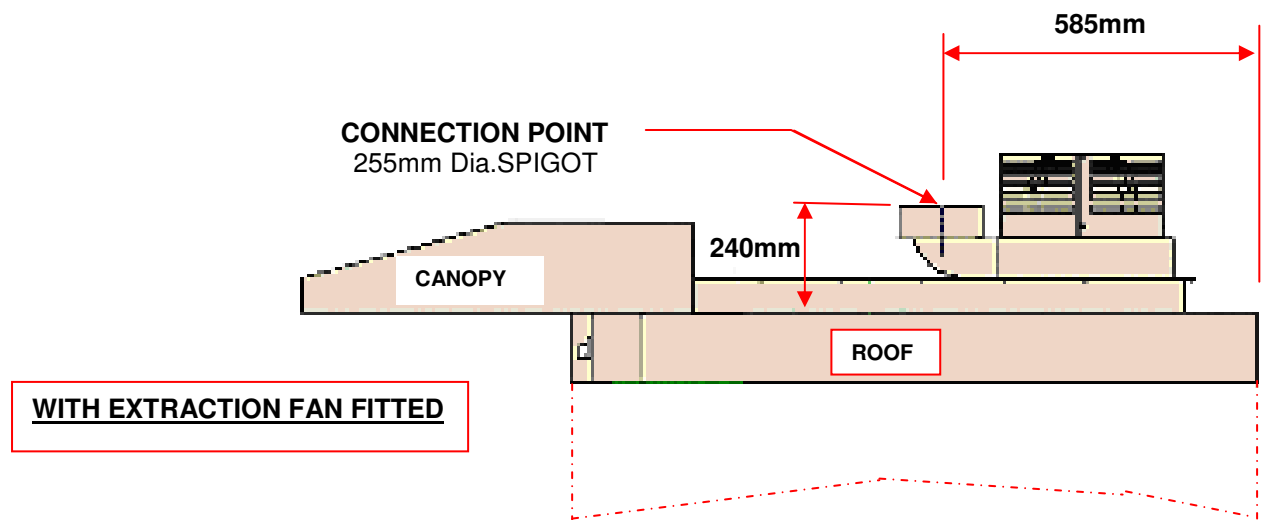 585mm
CONNECTION POINT
255mm Dia.SPIGOT
240mm
CANOPY
ROOF
WITH EXTRACTION FAN FITTED